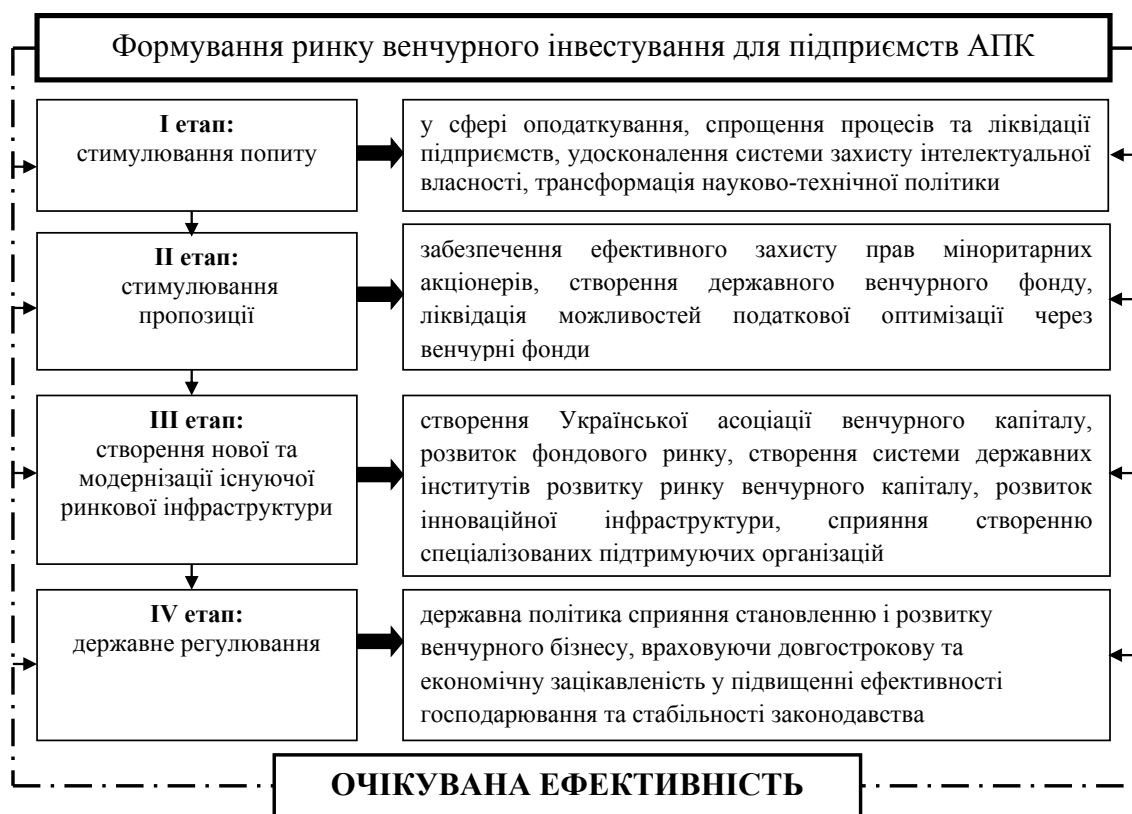 Формування ринку венчурного інвестування для підприємств АПК
І етап:
стимулювання попиту
у сфері оподаткування, спрощення процесів та ліквідації
підприємств, удосконалення системи захисту інтелектуальної
власності, трансформація науково-технічної політики
ІІ етап:
стимулювання
пропозиції
забезпечення ефективного захисту прав міноритарних
акціонерів, створення державного венчурного фонду,
ліквідація можливостей податкової оптимізації через
венчурні фонди
ІІІ етап:
створення нової та
модернізації існуючої
ринкової інфраструктури
створення Української асоціації венчурного капіталу,
розвиток фондового ринку, створення системи державних
інститутів розвитку ринку венчурного капіталу, розвиток
інноваційної інфраструктури, сприяння створенню
спеціалізованих підтримуючих організацій
IV етап:
державне регулювання
державна політика сприяння становленню і розвитку
венчурного бізнесу, враховуючи довгострокову та
економічну зацікавленість у підвищенні ефективності
господарювання та стабільності законодавства
ОЧІКУВАНА ЕФЕКТИВНІСТЬ